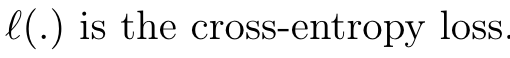 ℓ(.) is the cross-entropy loss.